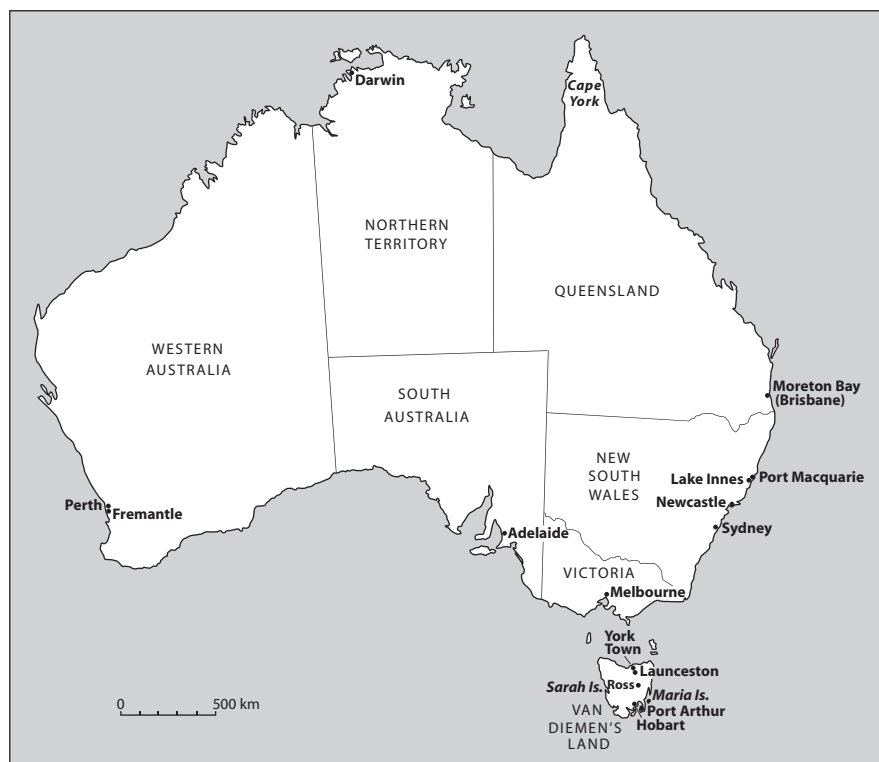 Darwin
Cape
York
NORTHERN
TERRITORY
QUEENSLAND
WESTERN
AUSTRALIA
SOUTH
AUSTRALIA
Moreton Bay
(Brisbane)
NEW
SOUTH
WALES
Lake Innes
Port Macquarie
Newcastle
Perth
Fremantle
Sydney
Adelaide
VICTORIA
Melbourne
York
Town
Launceston
Sarah Is.
Ross
Maria Is.
Port Arthur
Hobart
VAN
DIEMEN'S
LAND
0 500 km